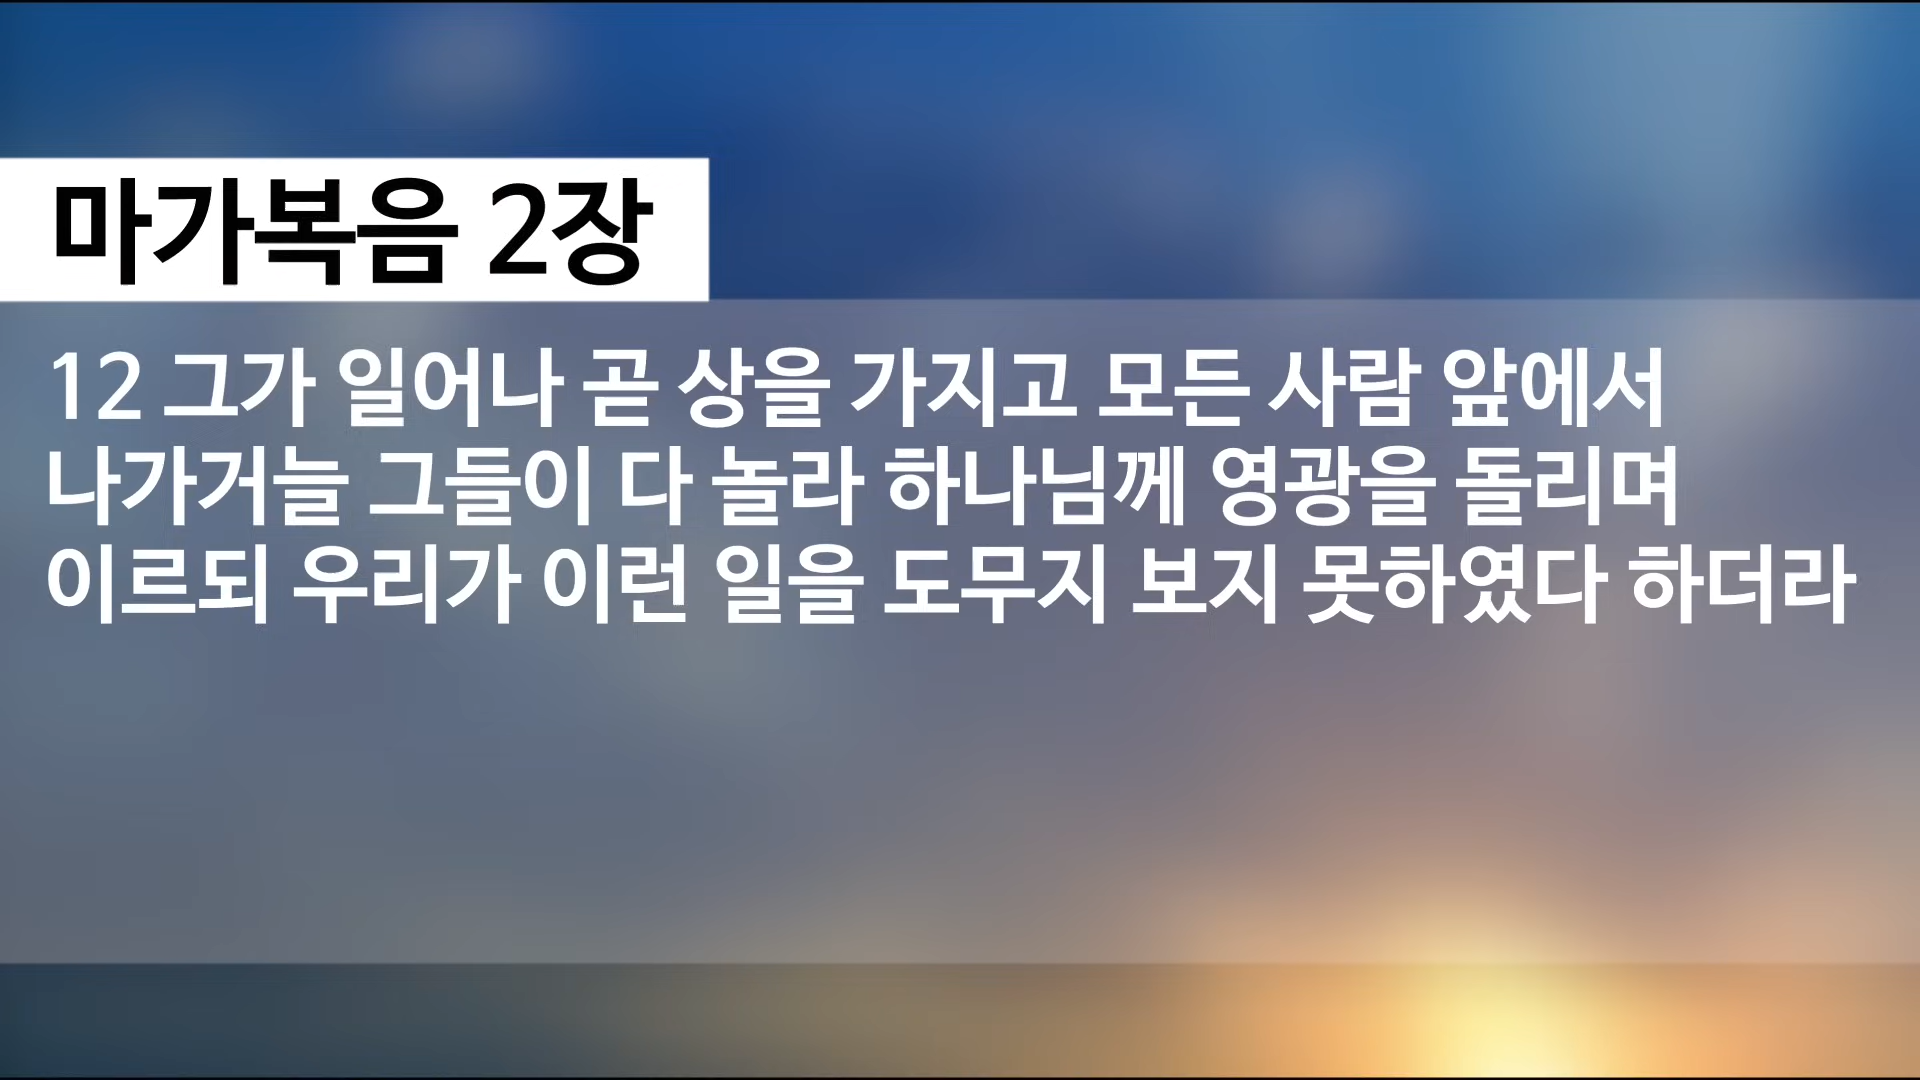 마가복음 2장
12 그가 일어나 곧 상을 가지고 모든 사람 앞에서
나가거늘 그들이 다 놀라 하나님께 영광을 돌리며
이르되 우리가 이런 일을 도무지 보지 못하였다 하더라